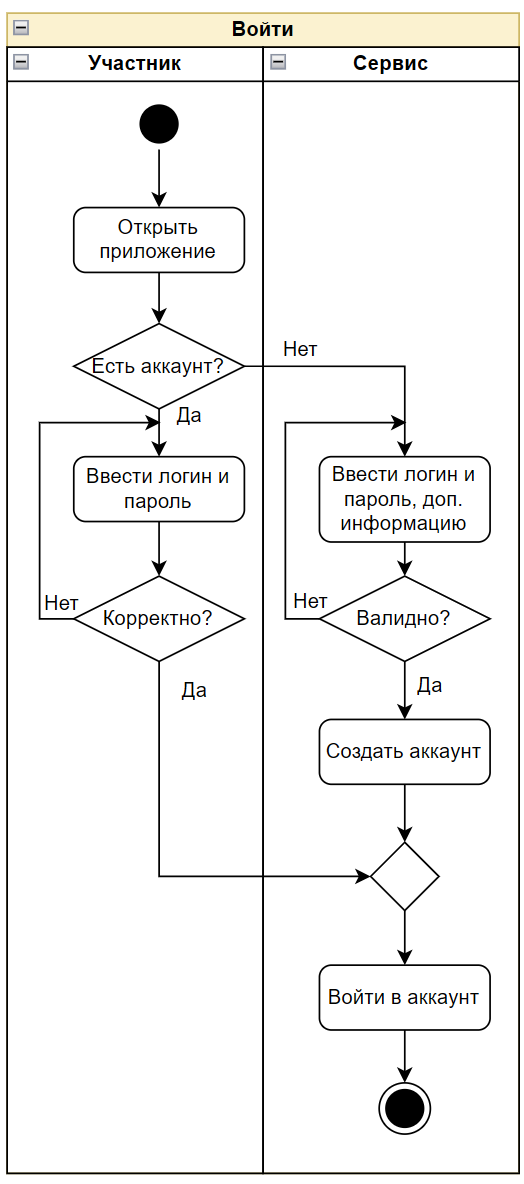 Войти
Участник
Сервис
Открыть
приложение
Есть аккаунт?
Нет
Да
Ввести логин и
пароль
Ввести логин и
пароль, доп.
информацию
Нет
Корректно?
Нет
Валидно?
Да
Да
Создать аккаунт
Войти в аккаунт